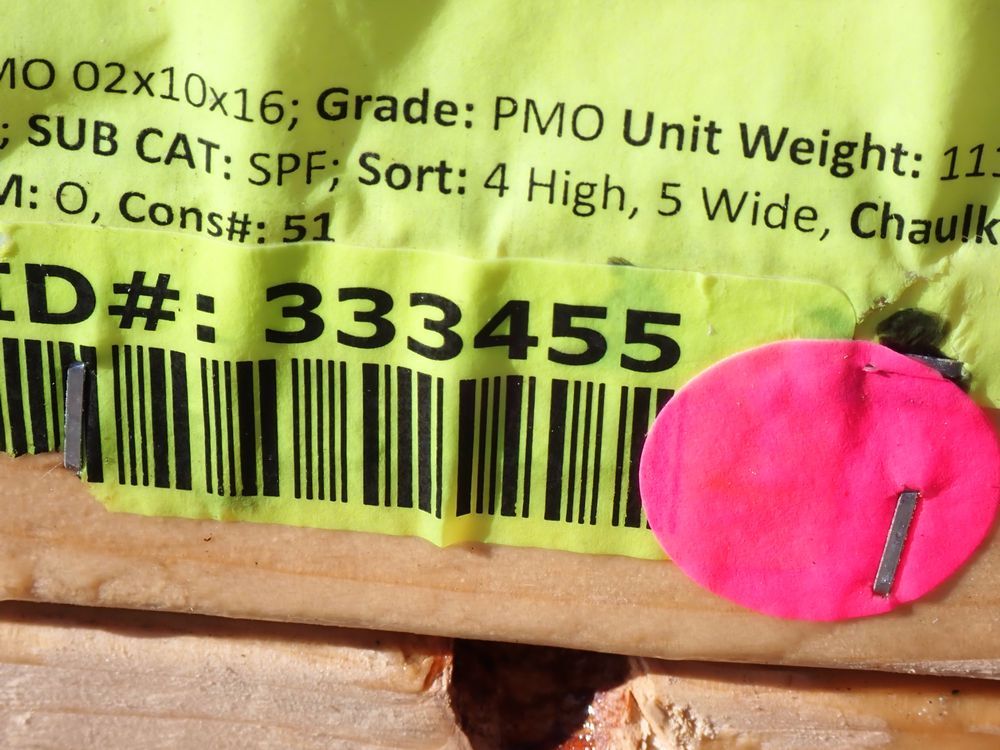 MO 02x10x16; Grade: PMO Unit Weight: 111
; SUB CAT: SPF; Sort: 4 High, 5 Wide, Chaulk
M: O, Cons#: 51
ID#: 333455